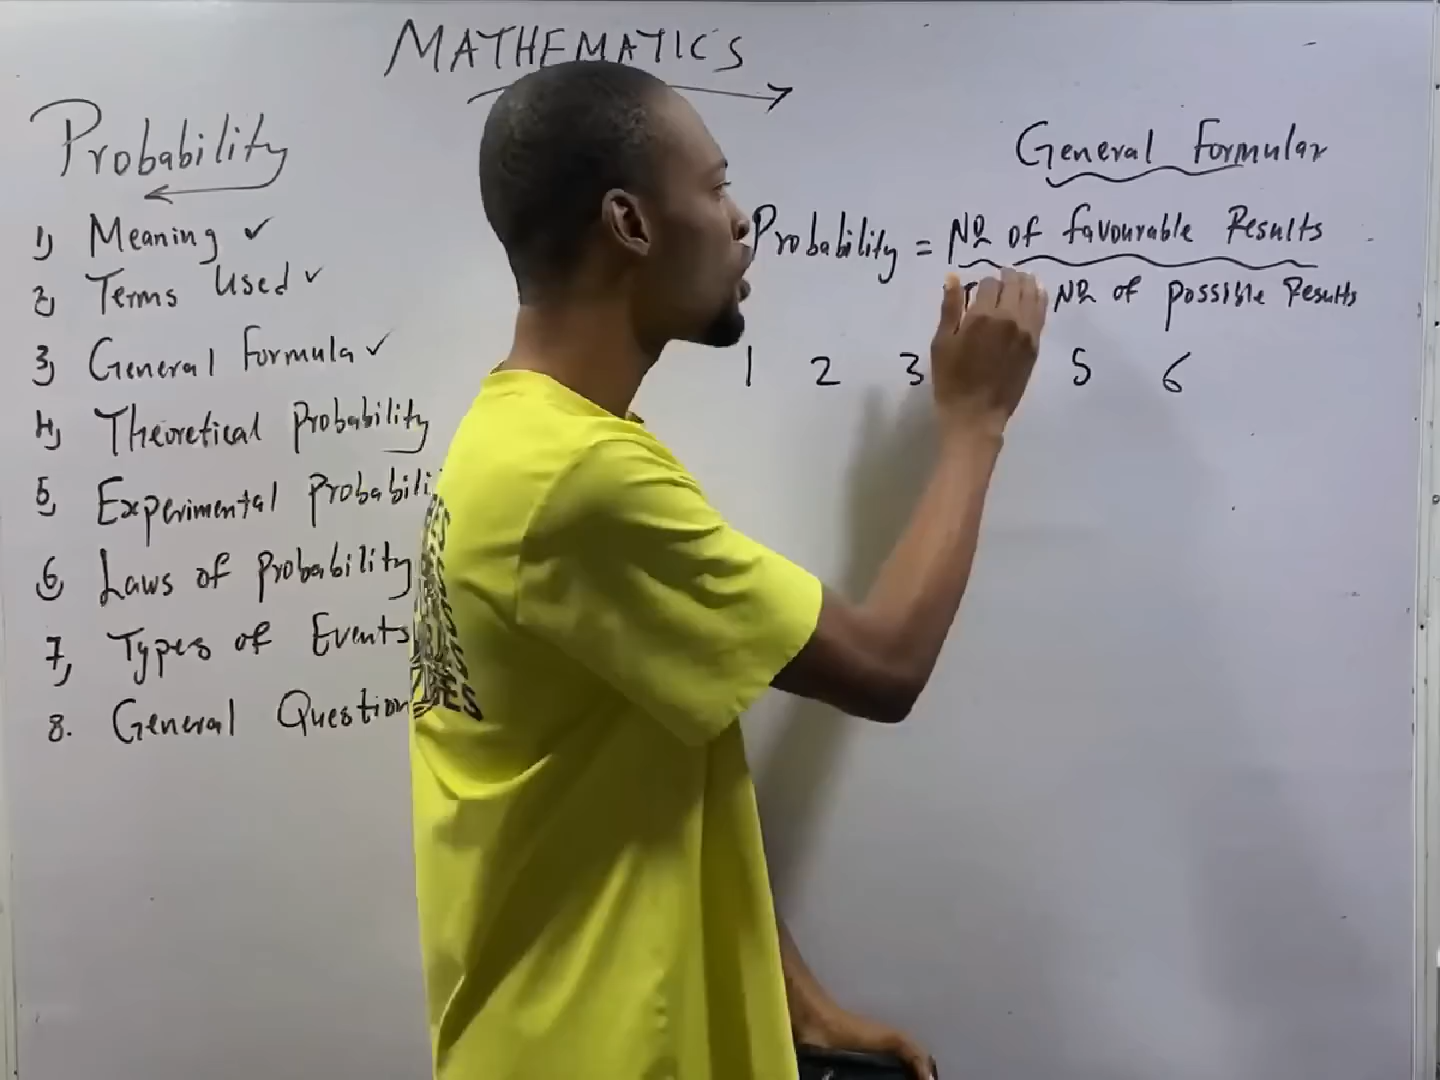 MATHEMATICS
Probability
1) Meaning ✓
2) Terms Used ✓
3) General Formula ✓
4) Theoretical Probability
5) Experimental Probabili
6) Laws of Probability
7) Types of Events
8. General Question
General Formular
Probability = No of favourable Results
No of possible Results
1 2 3 5 6